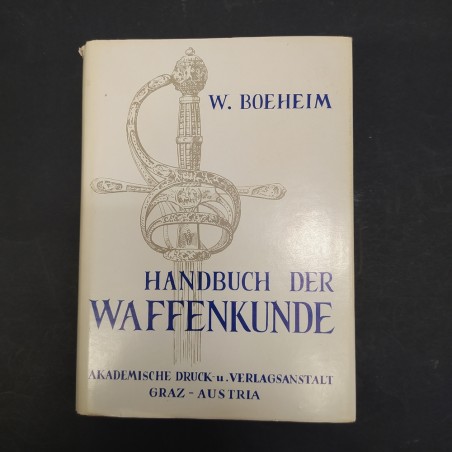 W. BOEHEIM
HANDBUCH DER
WAFFENKUNDE
AKADEMISCHE DRUCK-u. VERLAGSANSTALT
GRAZ - AUSTRIA